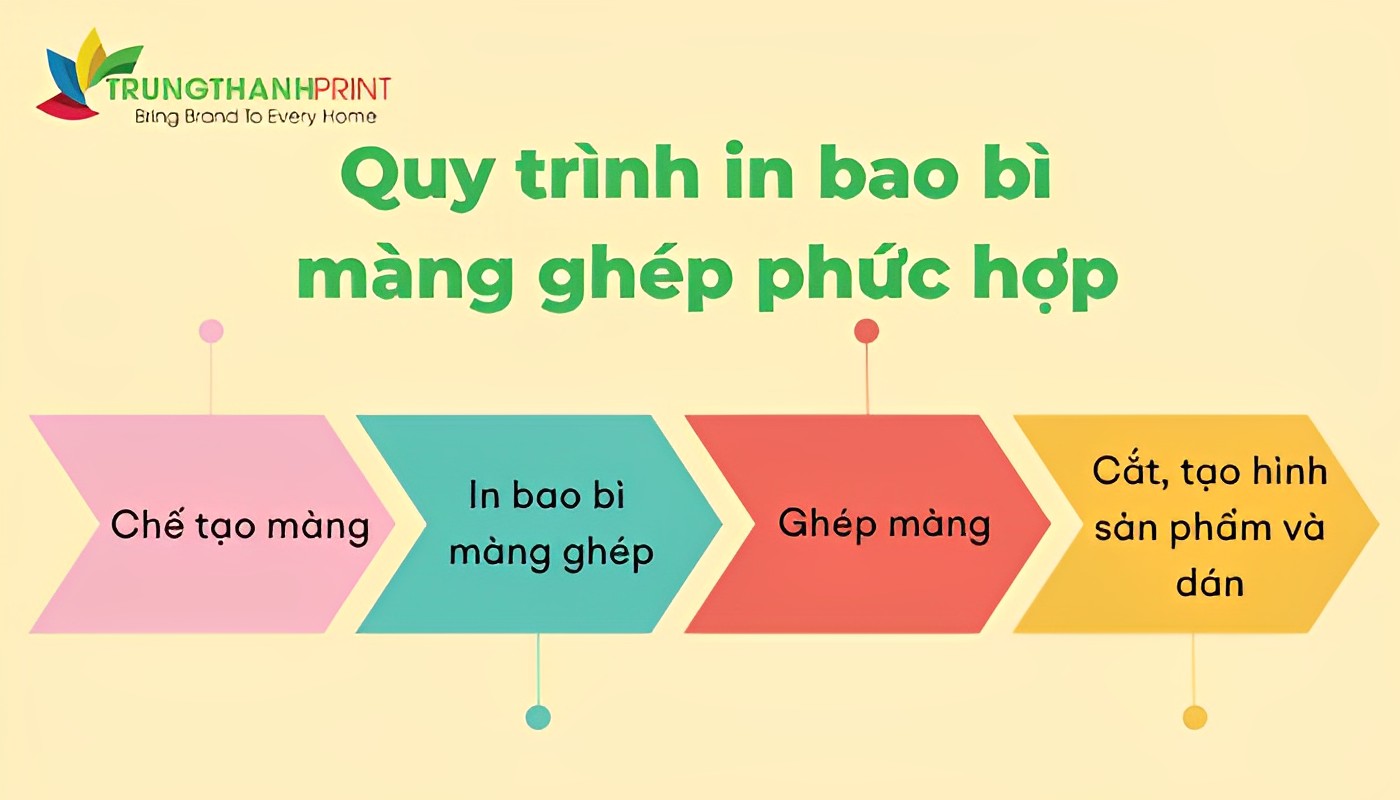 TRUNGTHANHPRINT
Bring Brand To Every Home
Quy trình in bao bì
màng ghép phức hợp
Chế tạo màng
In bao bì
màng ghép
Ghép màng
Cắt, tạo hình
sản phẩm và
dán